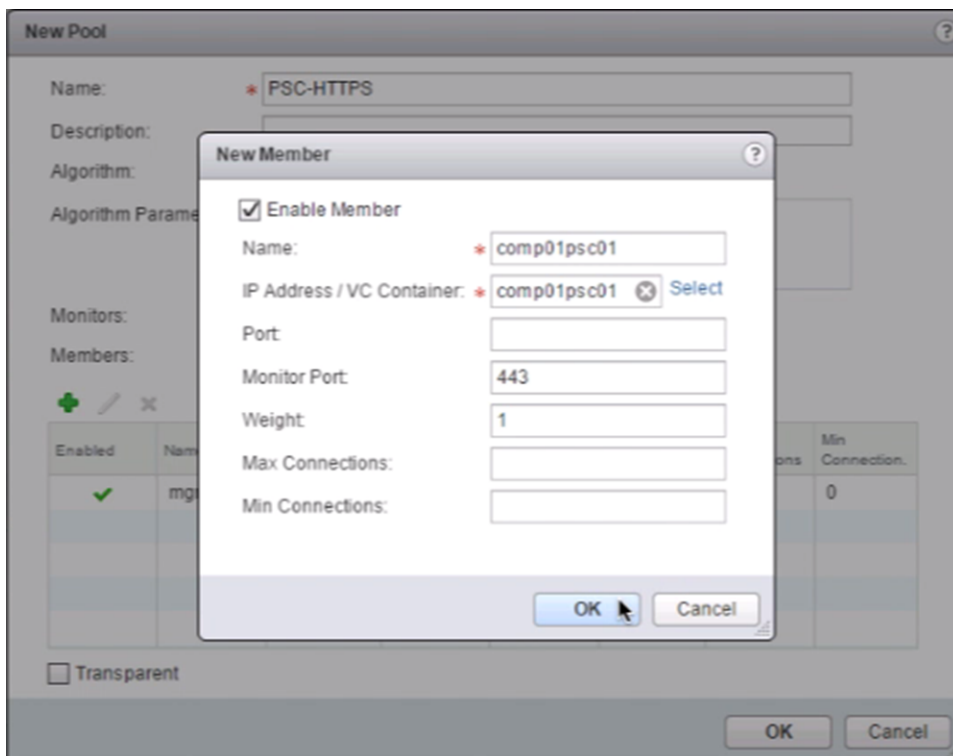 New Pool ?
Name: * PSC-HTTPS
Description:
New Member ?
Algorithm:
Enable Member
Algorithm Parame
Name: * comp01psc01
IP Address / VC Container: * comp01psc01 Select
Port:
Monitors:
Monitor Port: 443
Members:
Weight: 1
Max Connections:
Enabled Nam ons Min Connection.
mgr 0
Min Connections:
OK Cancel
Transparent
OK Cancel